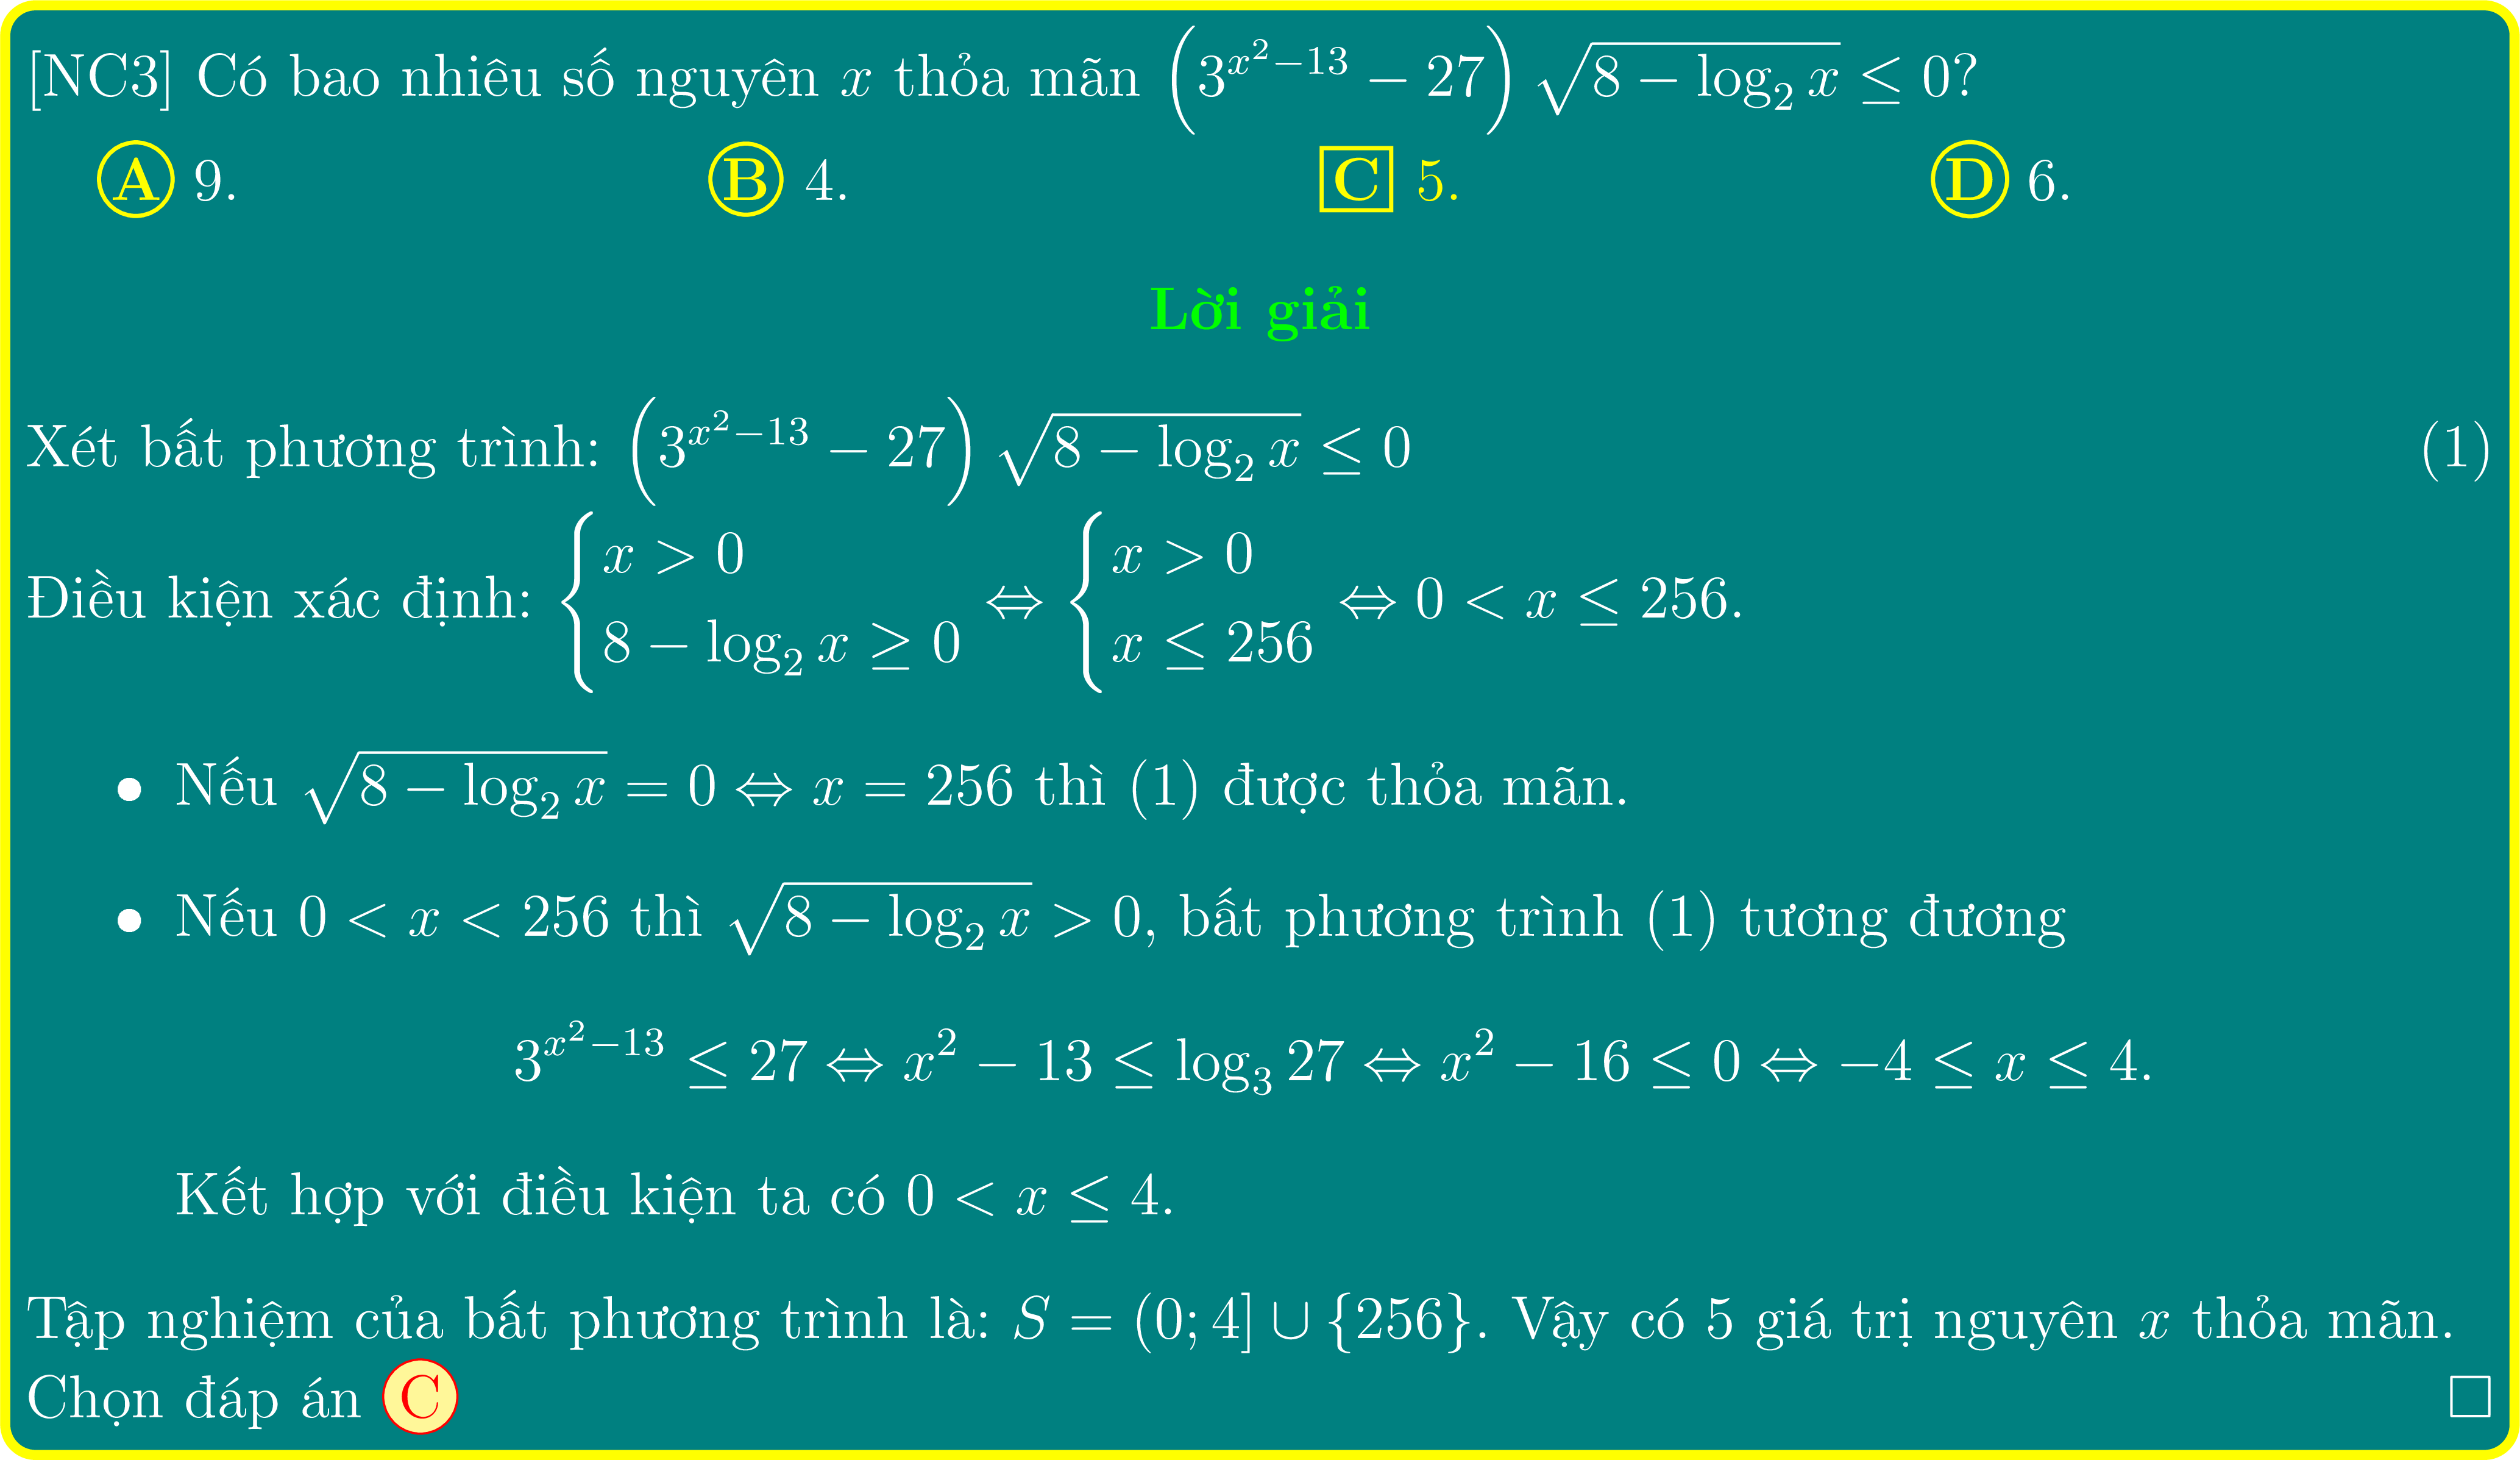 [NC3] Có bao nhiêu số nguyên $x$ thỏa mãn $\left(3^{x^2-13} - 27\right)\sqrt{8 - \log_2 x} \leq 0$?
Ⓐ 9. Ⓑ 4. C 5. Ⓓ 6.
Lời giải
Xét bất phương trình: $\left(3^{x^2-13} - 27\right)\sqrt{8 - \log_2 x} \leq 0$ (1)
Điều kiện xác định: $\begin{cases} x > 0 \\ 8 - \log_2 x \geq 0 \end{cases} \Leftrightarrow \begin{cases} x > 0 \\ x \leq 256 \end{cases} \Leftrightarrow 0 < x \leq 256.$
• Nếu $\sqrt{8 - \log_2 x} = 0 \Leftrightarrow x = 256$ thì (1) được thỏa mãn.
• Nếu $0 < x < 256$ thì $\sqrt{8 - \log_2 x} > 0$, bất phương trình (1) tương đương
$3^{x^2-13} \leq 27 \Leftrightarrow x^2 - 13 \leq \log_3 27 \Leftrightarrow x^2 - 16 \leq 0 \Leftrightarrow -4 \leq x \leq 4.$
Kết hợp với điều kiện ta có $0 < x \leq 4$.
Tập nghiệm của bất phương trình là: $S = (0; 4] \cup \{256\}$. Vậy có 5 giá trị nguyên $x$ thỏa mãn.
Chọn đáp án Ⓒ □